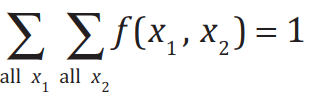 ∑ ∑ f(x₁, x₂) = 1
all x₁ all x₂